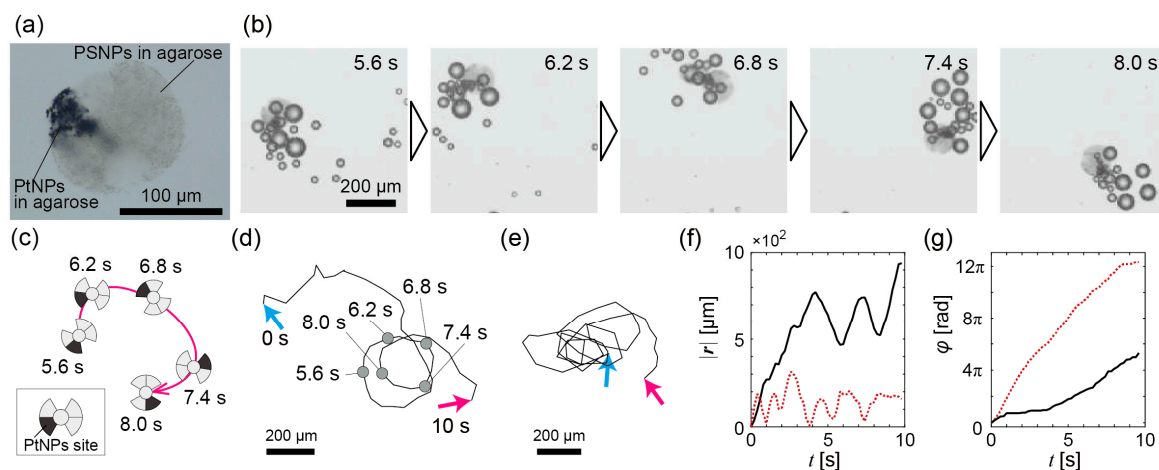 (a)
PSNPs in agarose
PtNPs
in agarose
100 µm
(b)
5.6 s
6.2 s
6.8 s
7.4 s
8.0 s
200 µm
(c)
6.2 s
6.8 s
5.6 s
7.4 s
8.0 s
PtNPs site
(d)
6.2 s
6.8 s
8.0 s
0 s
7.4 s
5.6 s
10 s
200 µm
(e)
200 µm
(f)
×10²
10
5
0
|r| [µm]
0
5
10
t [s]
(g)
12π
8π
4π
0
φ [rad]
0
5
10
t [s]